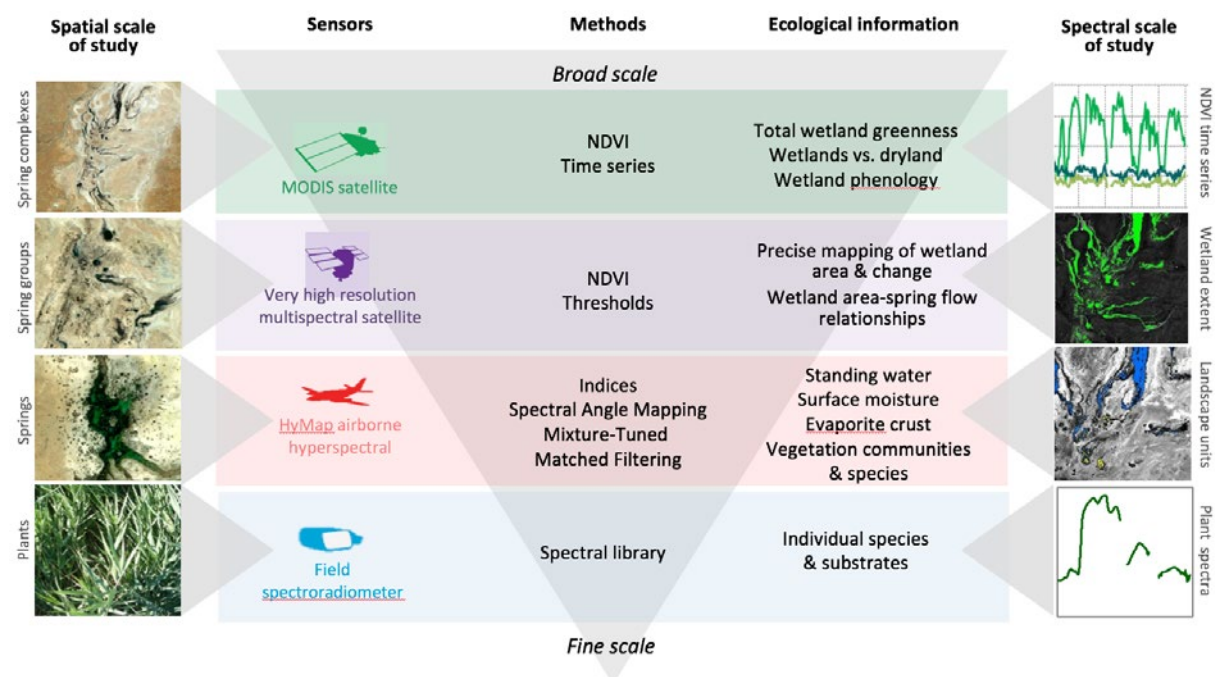 Spatial scale
of study
Sensors
Methods
Ecological information
Spectral scale
of study
Broad scale
Spring complexes
MODIS satellite
NDVI
Time series
Total wetland greenness
Wetlands vs. dryland
Wetland phenology
NDVI time series
Spring groups
Very high resolution
multispectral satellite
NDVI
Thresholds
Precise mapping of wetland
area & change
Wetland area-spring flow
relationships
Wetland extent
Springs
HyMap airborne
hyperspectral
Indices
Spectral Angle Mapping
Mixture-Tuned
Matched Filtering
Standing water
Surface moisture
Evaporite crust
Vegetation communities
& species
Landscape units
Plants
Field
spectroradiometer
Spectral library
Individual species
& substrates
Plant spectra
Fine scale